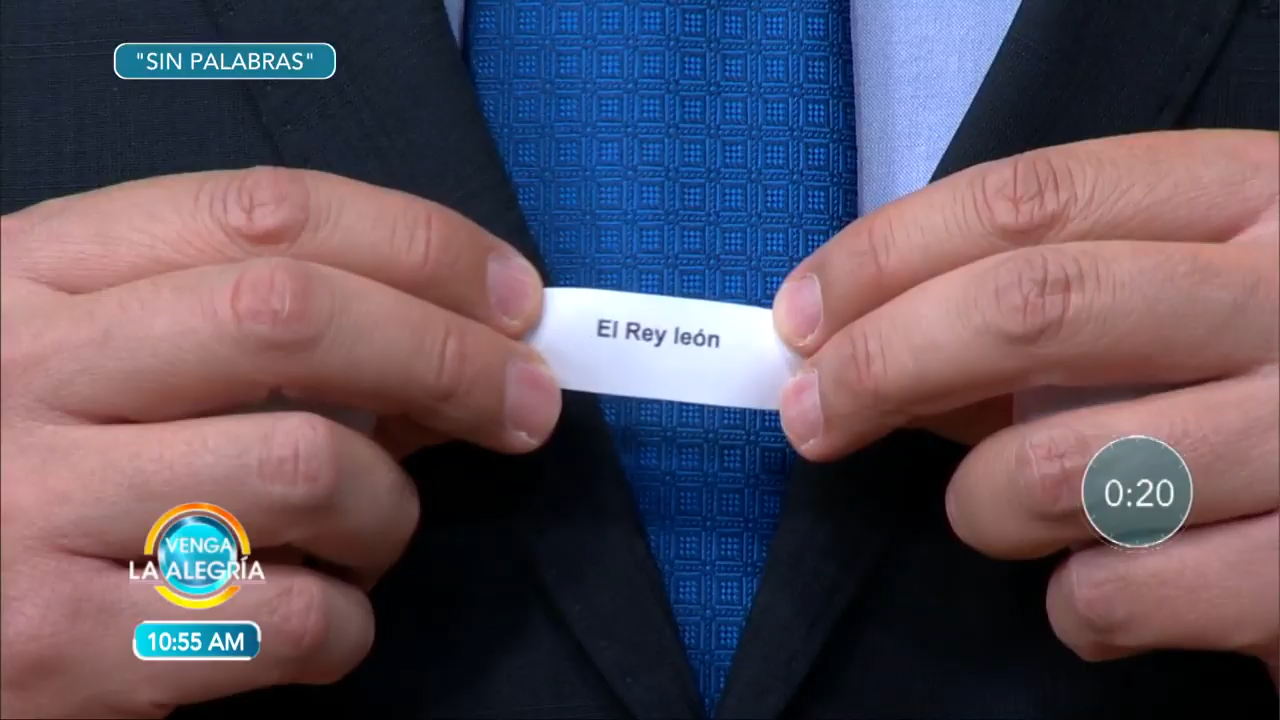 "SIN PALABRAS"
El Rey león
0:20
VENGA
LA ALEGRÍA
10:55 AM